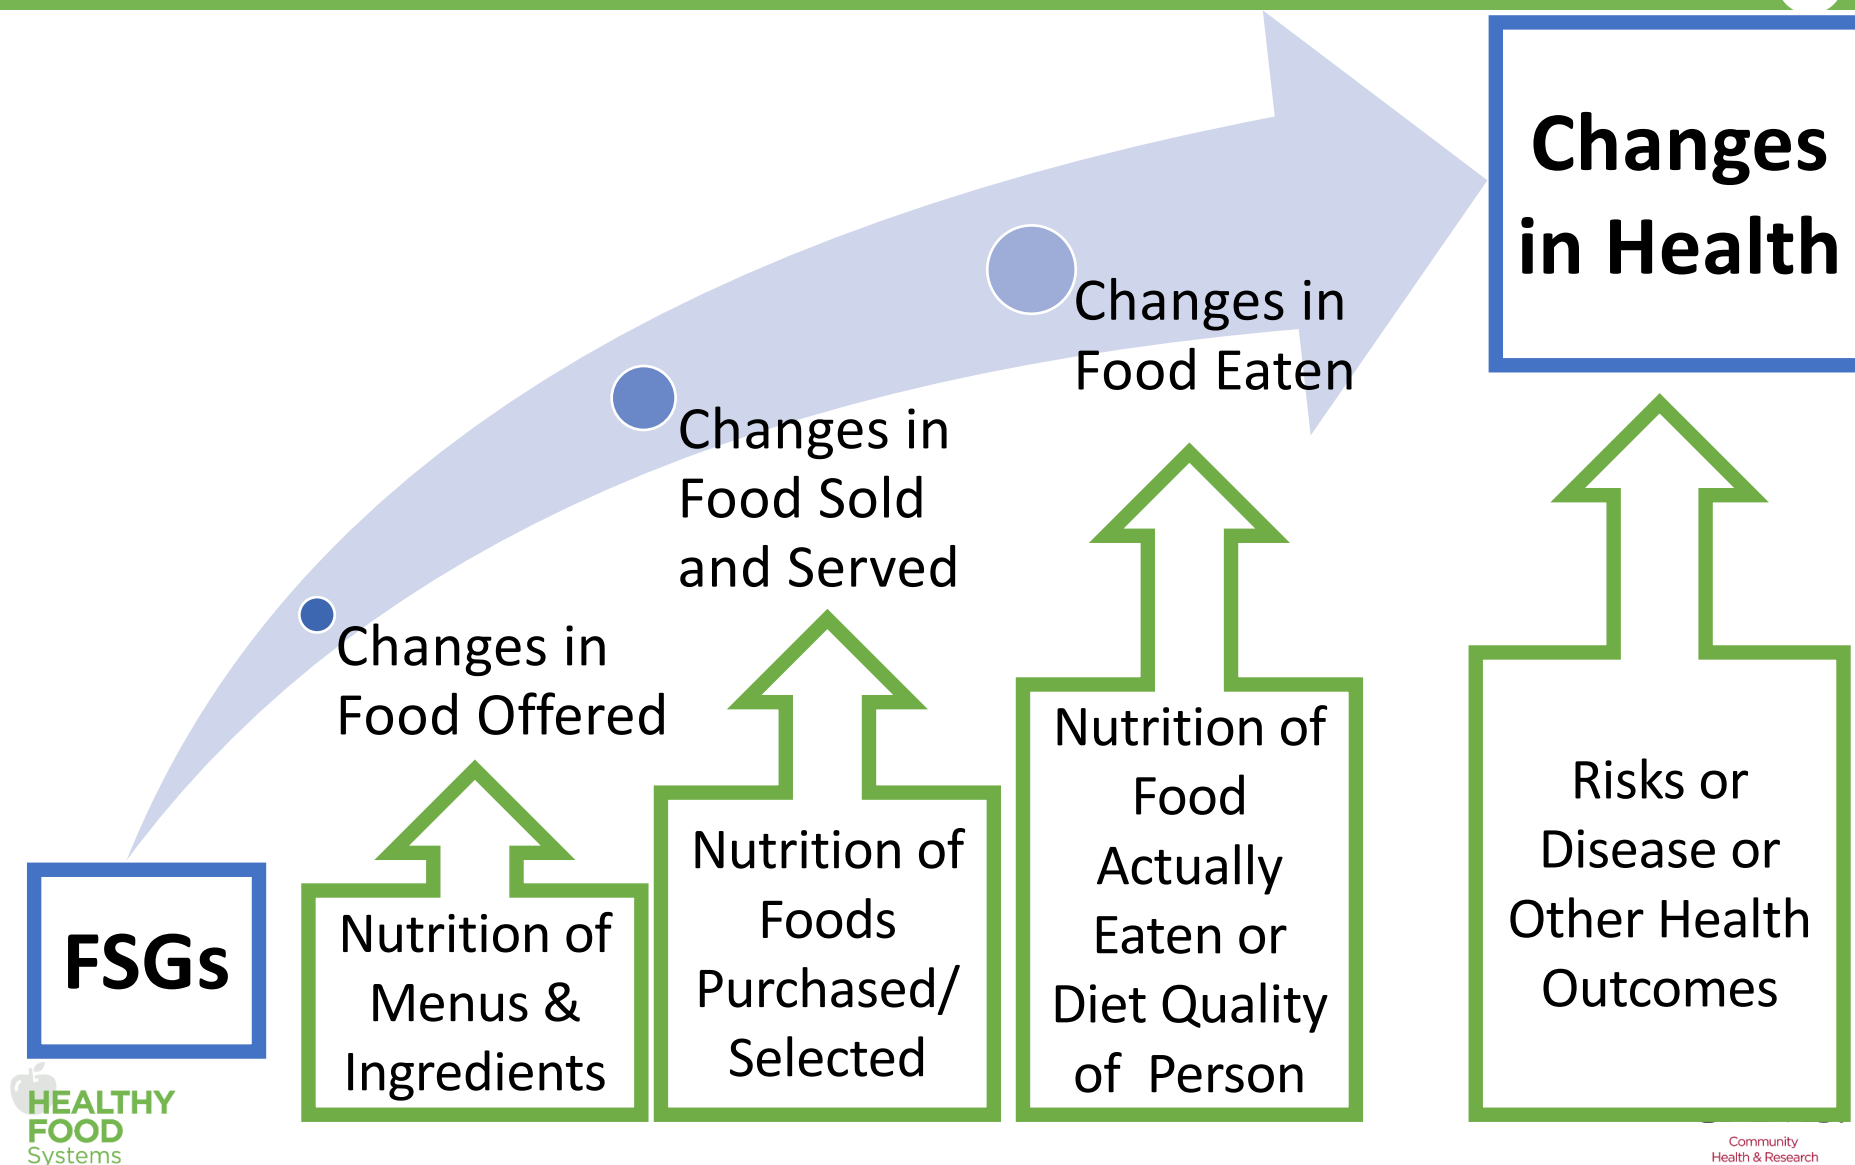 Changes
in Health
Changes in
Food Eaten
Changes in
Food Sold
and Served
Changes in
Food Offered
FSGs
Nutrition of
Menus &
Ingredients
Nutrition of
Foods
Purchased/
Selected
Nutrition of
Food
Actually
Eaten or
Diet Quality
of Person
Risks or
Disease or
Other Health
Outcomes
HEALTHY
FOOD
Systems
Community
Health & Research